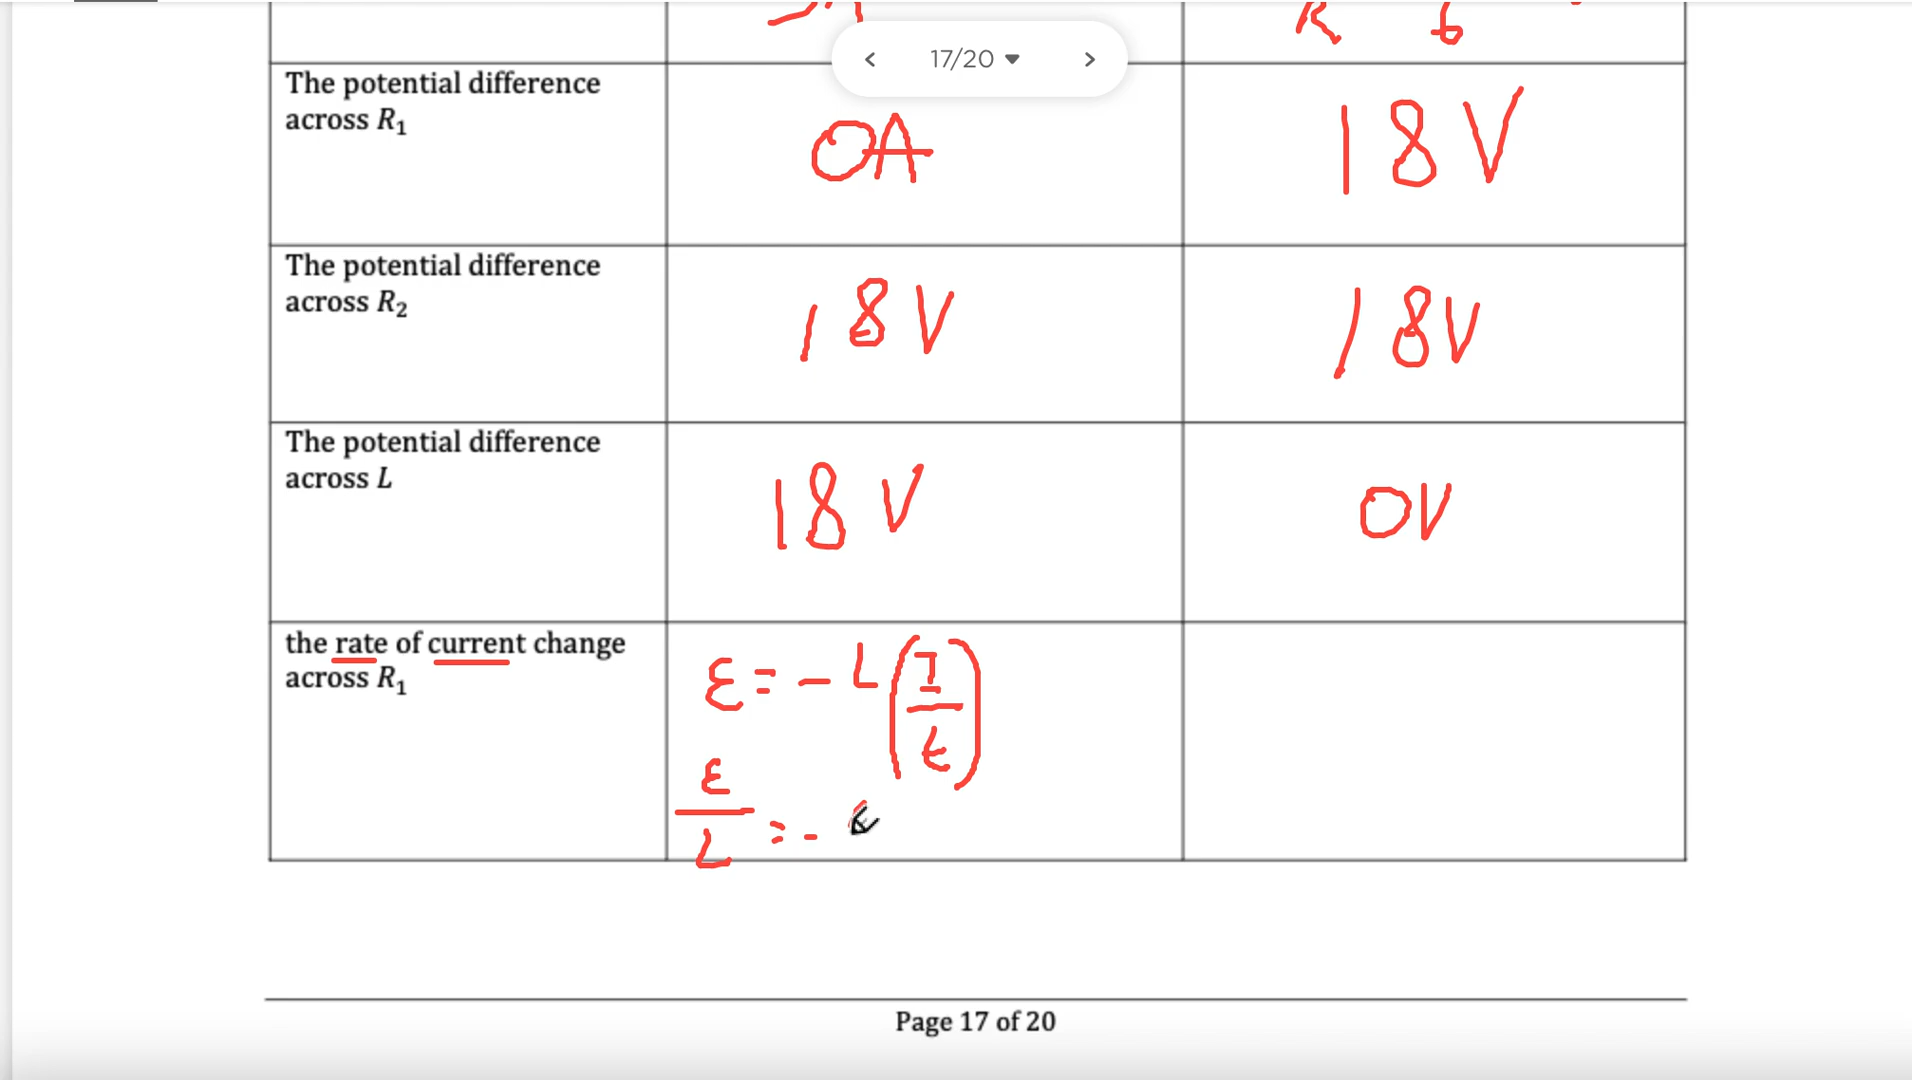 R 6
17/20
The potential difference
across R₁
0A
18V
The potential difference
across R₂
18V
18V
The potential difference
across L
18V
0V
the rate of current change
across R₁
ε = - L (I/t)
ε/L = -
Page 17 of 20